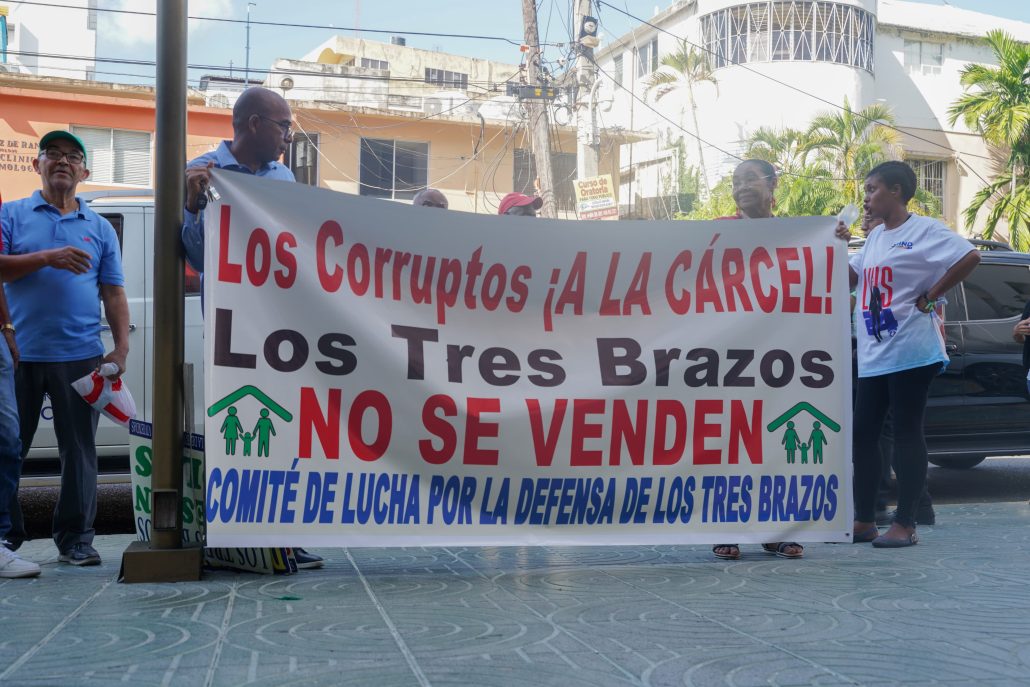 Los Corruptos ¡A LA CÁRCEL!
Los Tres Brazos
NO SE VENDEN
COMITÉ DE LUCHA POR LA DEFENSA DE LOS TRES BRAZOS
Curso de
Oratoria